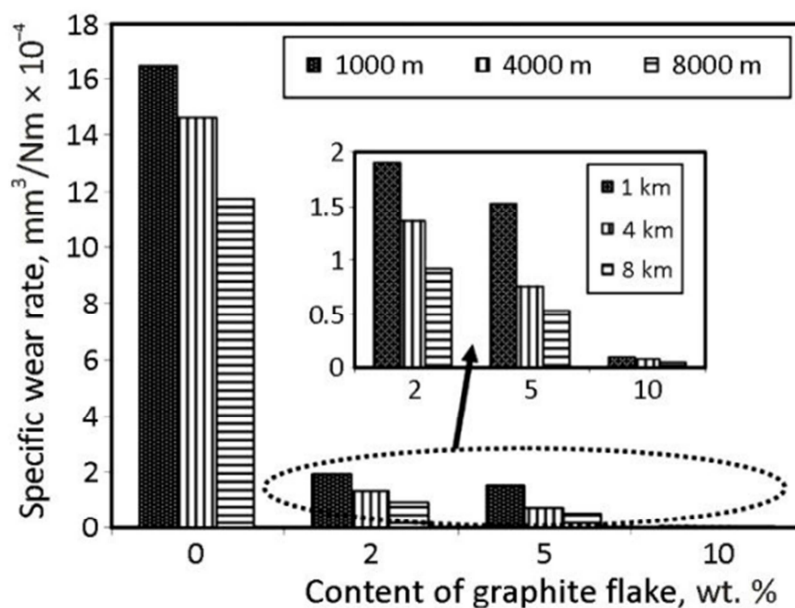 18
16
14
12
10
8
6
4
2
0
Specific wear rate, mm³/Nm × 10⁻⁴
1000 m 4000 m 8000 m
2
1.5
1
0.5
0
1 km
4 km
8 km
2 5 10
0 2 5 10
Content of graphite flake, wt. %